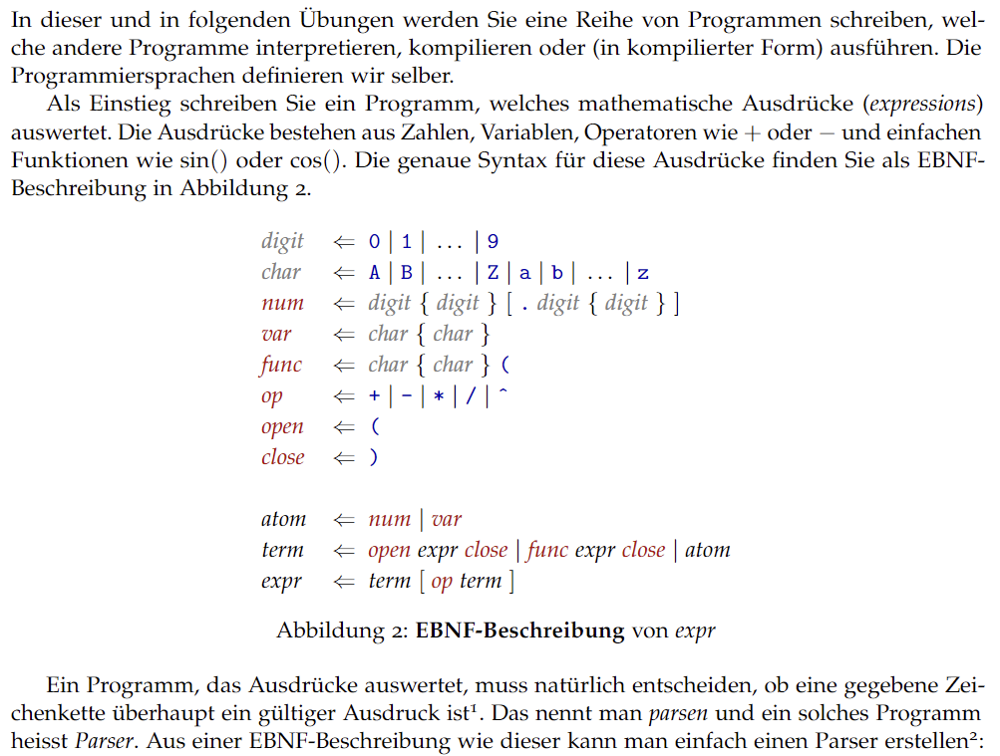 In dieser und in folgenden Übungen werden Sie eine Reihe von Programmen schreiben, wel-
che andere Programme interpretieren, kompilieren oder (in kompilierter Form) ausführen. Die
Programmiersprachen definieren wir selber.
Als Einstieg schreiben Sie ein Programm, welches mathematische Ausdrücke (expressions)
auswertet. Die Ausdrücke bestehen aus Zahlen, Variablen, Operatoren wie + oder − und einfachen
Funktionen wie sin() oder cos(). Die genaue Syntax für diese Ausdrücke finden Sie als EBNF-
Beschreibung in Abbildung 2.
digit ⇐ 0 | 1 | ... | 9
char ⇐ A | B | ... | Z | a | b | ... | z
num ⇐ digit { digit } [ . digit { digit } ]
var ⇐ char { char }
func ⇐ char { char } (
op ⇐ + | - | * | / | ^
open ⇐ (
close ⇐ )
atom ⇐ num | var
term ⇐ open expr close | func expr close | atom
expr ⇐ term [ op term ]
Abbildung 2: EBNF-Beschreibung von expr
Ein Programm, das Ausdrücke auswertet, muss natürlich entscheiden, ob eine gegebene Zei-
chenkette überhaupt ein gültiger Ausdruck ist¹. Das nennt man parsen und ein solches Programm
heisst Parser. Aus einer EBNF-Beschreibung wie dieser kann man einfach einen Parser erstellen²: